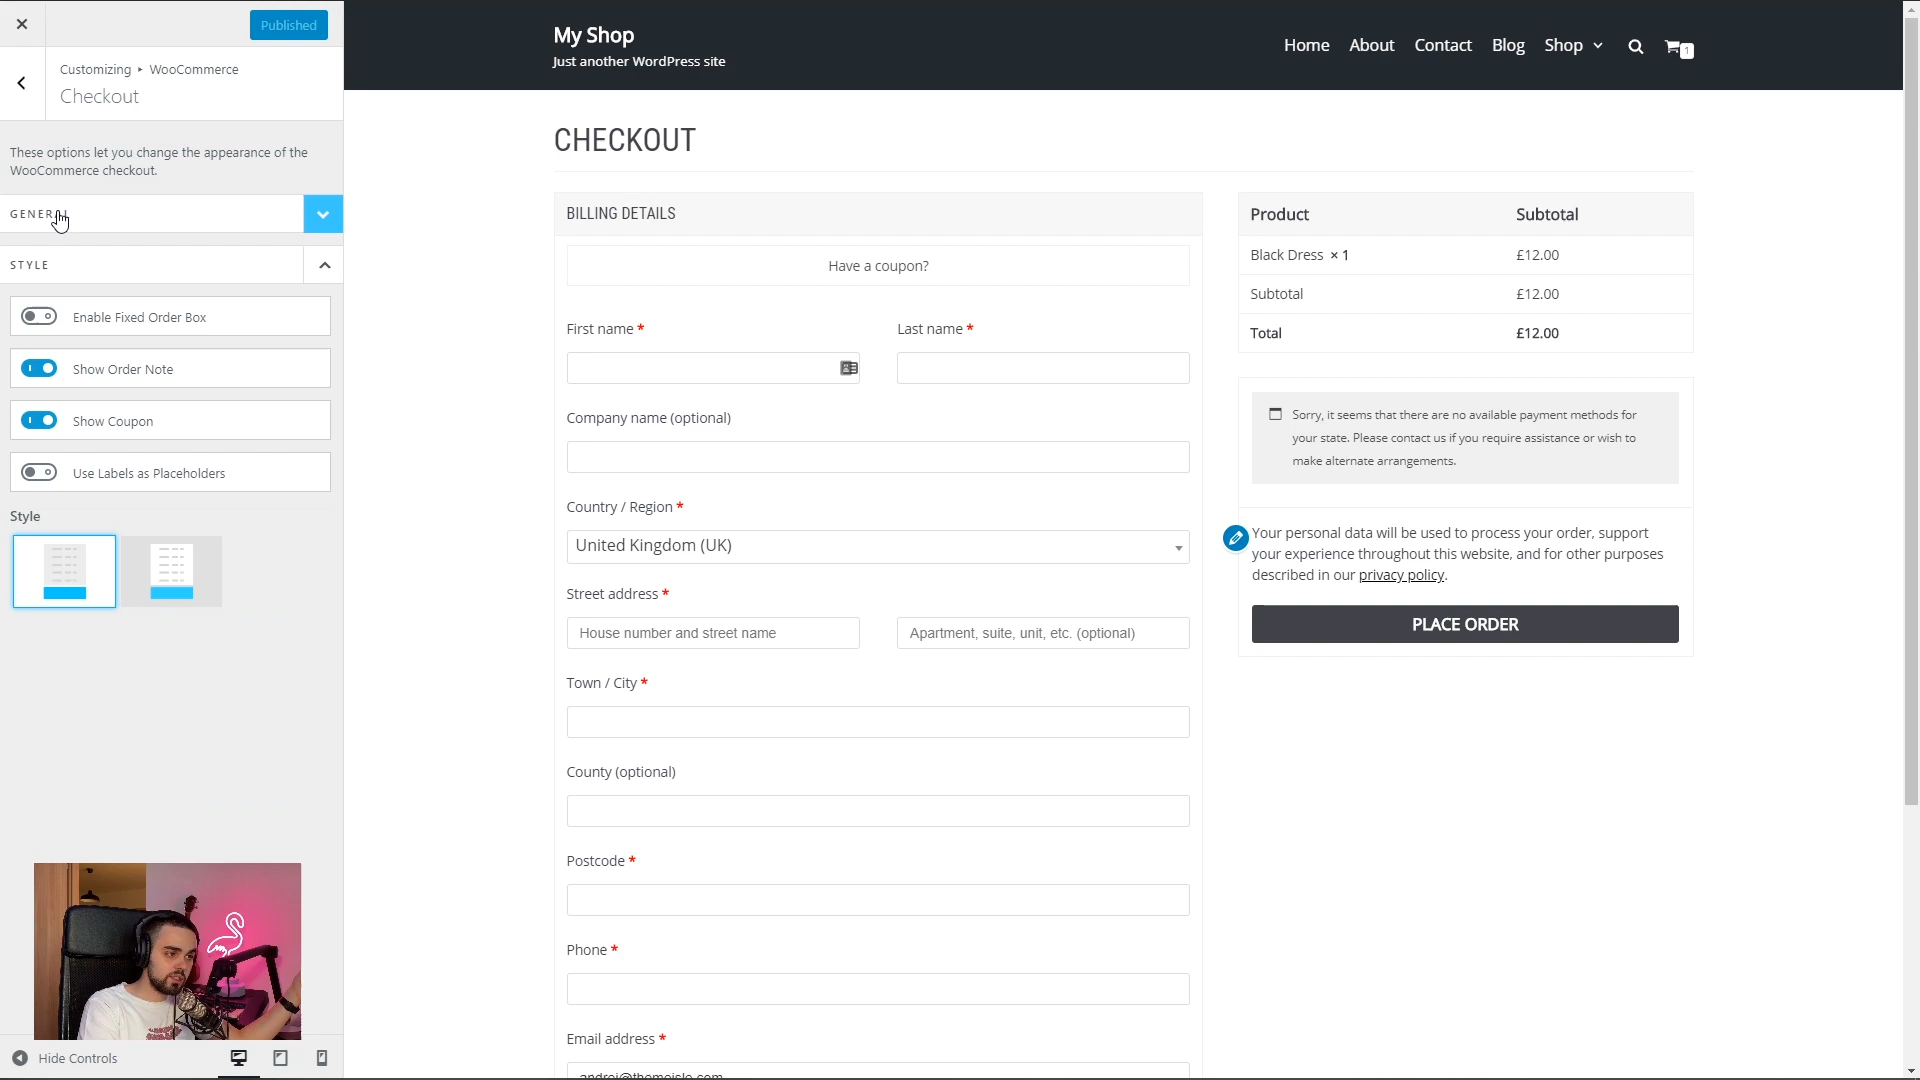 Published
Customizing ▸ WooCommerce
Checkout
These options let you change the appearance of the
WooCommerce checkout.
GENERAL
STYLE
Enable Fixed Order Box
Show Order Note
Show Coupon
Use Labels as Placeholders
Style
Hide Controls
My Shop
Just another WordPress site
Home About Contact Blog Shop 1
CHECKOUT
BILLING DETAILS
Have a coupon?
First name * Last name *
Company name (optional)
Country / Region *
United Kingdom (UK)
Street address *
House number and street name Apartment, suite, unit, etc. (optional)
Town / City *
County (optional)
Postcode *
Phone *
Email address *
andrei@themeisle.com
Product Subtotal
Black Dress × 1 £12.00
Subtotal £12.00
Total £12.00
Sorry, it seems that there are no available payment methods for
your state. Please contact us if you require assistance or wish to
make alternate arrangements.
Your personal data will be used to process your order, support
your experience throughout this website, and for other purposes
described in our privacy policy.
PLACE ORDER